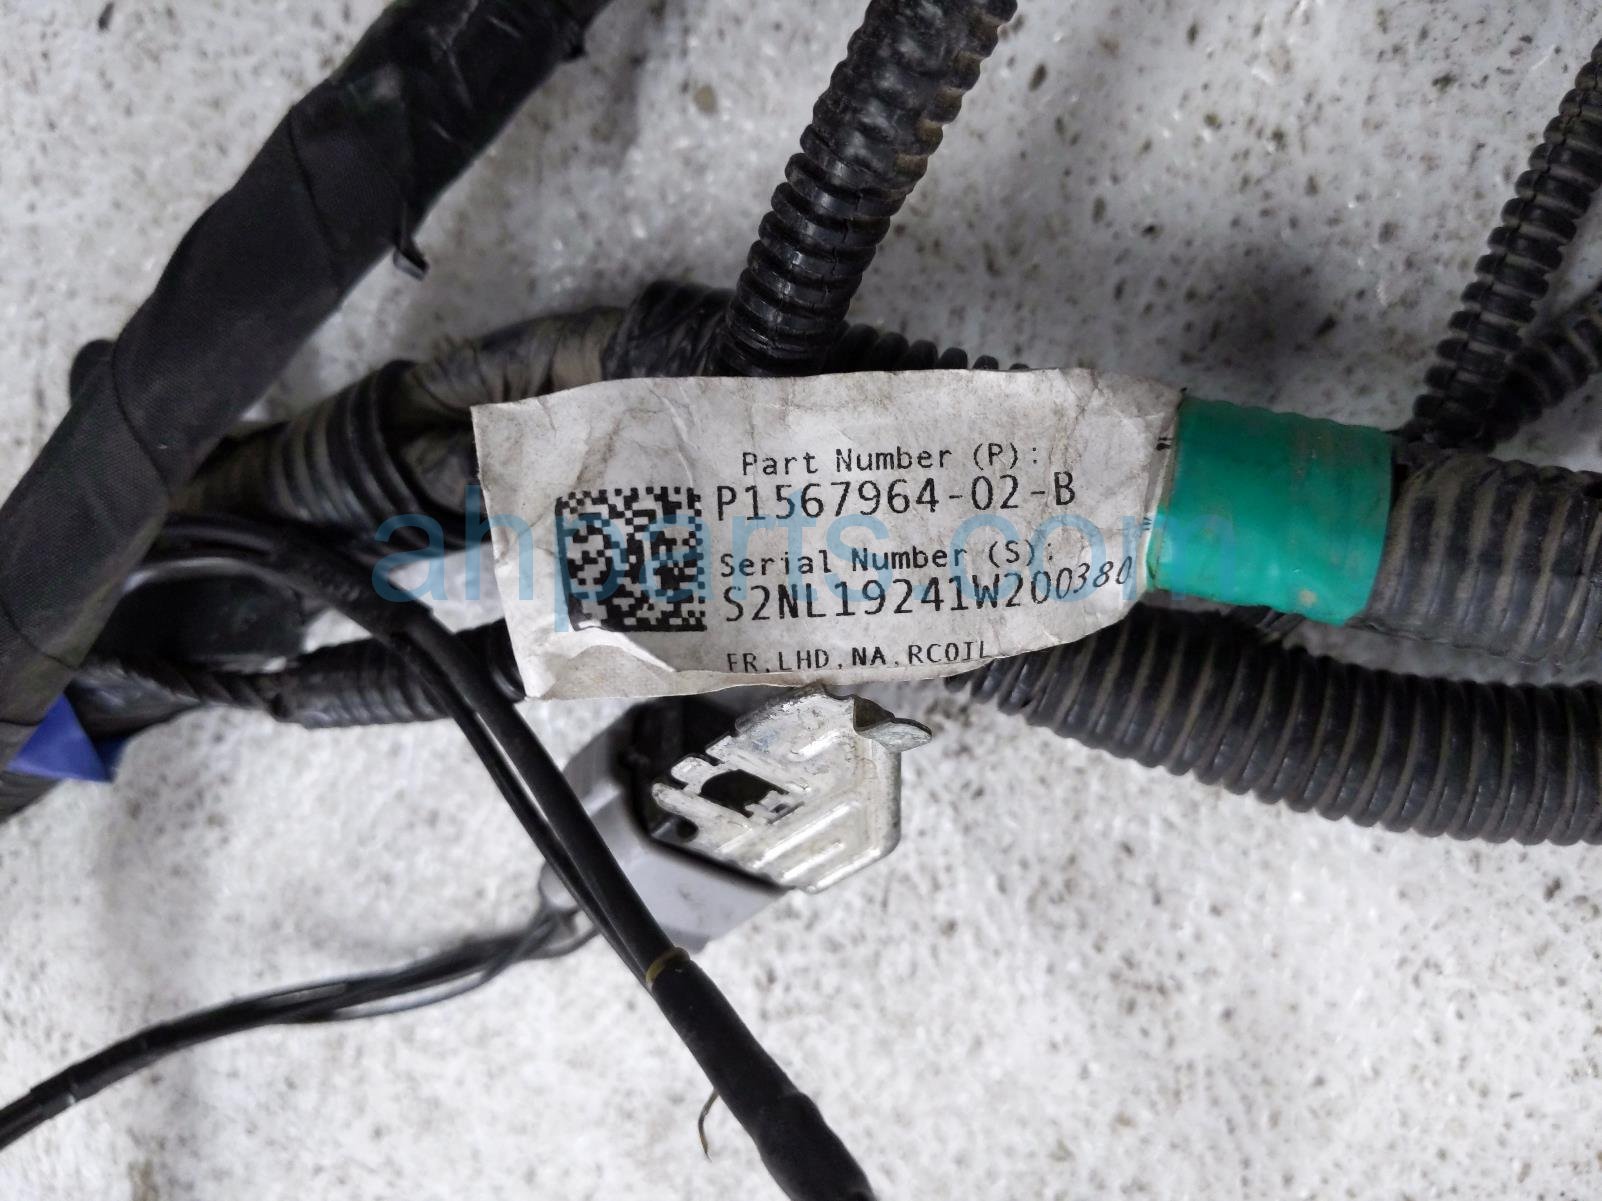 Part Number (P):
P1567964-02-B
Serial Number (S):
S2NL19241W200380
FR,LHD,NA,RCOIL
ahparts.com